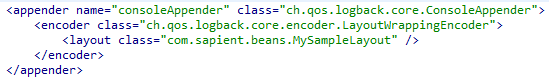 <appender name="consoleAppender" class="ch.qos.logback.core.ConsoleAppender">
    <encoder class="ch.qos.logback.core.encoder.LayoutWrappingEncoder">
        <layout class="com.sapient.beans.MySampleLayout" />
    </encoder>
</appender>